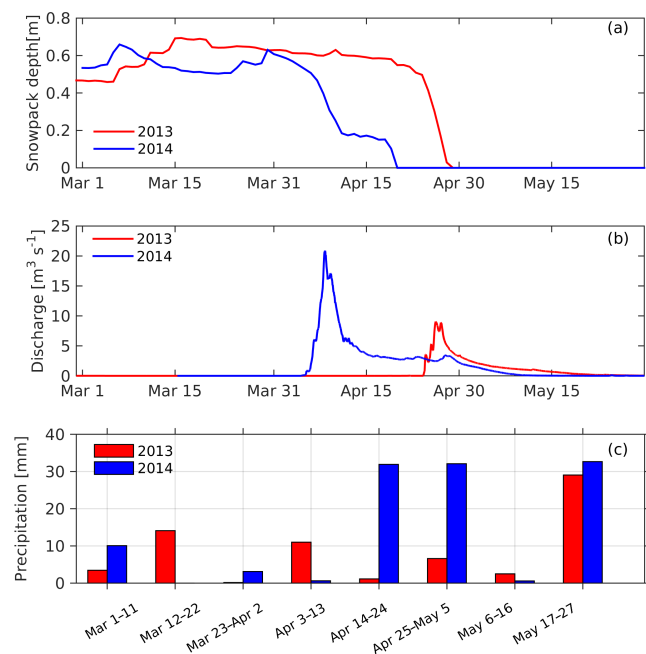 0.8
(a)
0.6
0.4
0.2
0
Snowpack depth[m]
2013
2014
Mar 1 Mar 15 Mar 31 Apr 15 Apr 30 May 15
25
(b)
20
15
10
5
0
Discharge [m³ s⁻¹]
2013
2014
Mar 1 Mar 15 Mar 31 Apr 15 Apr 30 May 15
40
(c)
30
20
10
0
Precipitation [mm]
2013
2014
Mar 1-11 Mar 12-22 Mar 23-Apr 2 Apr 3-13 Apr 14-24 Apr 25-May 5 May 6-16 May 17-27